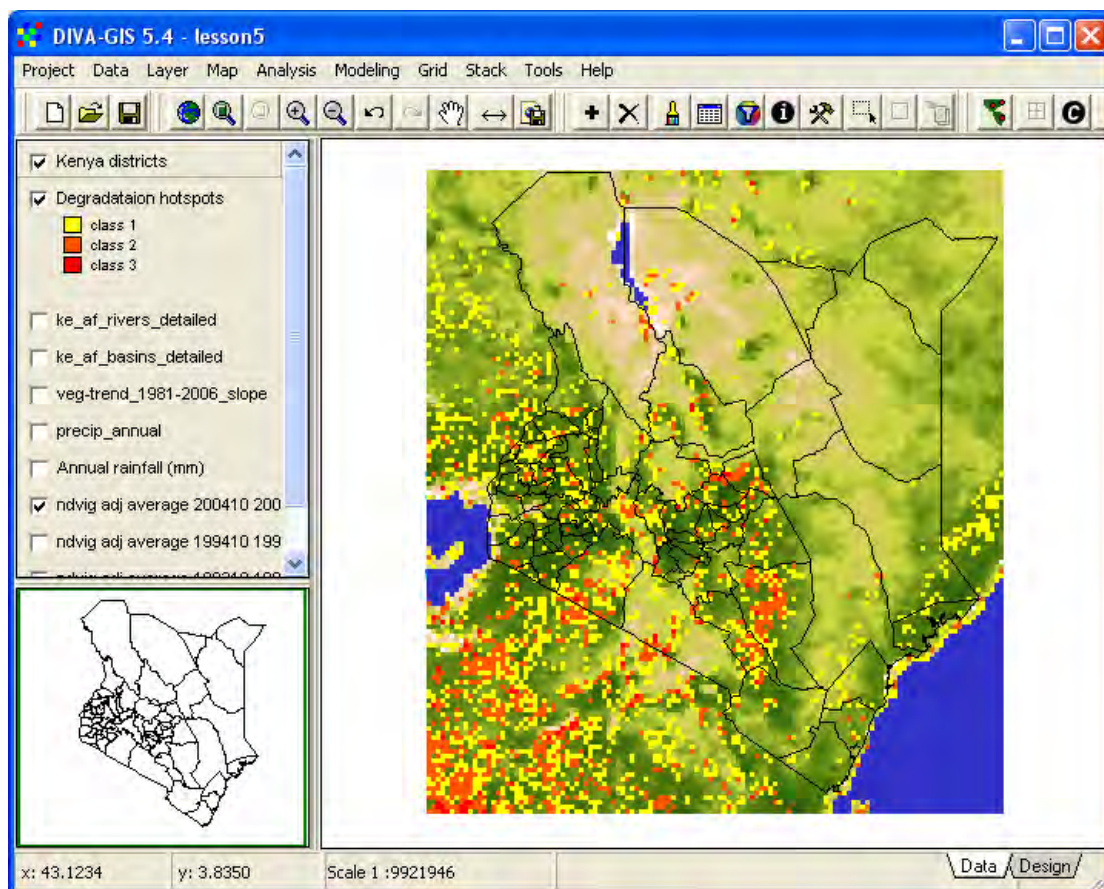 DIVA-GIS 5.4 - lesson5
Project Data Layer Map Analysis Modeling Grid Stack Tools Help
Kenya districts
Degradataion hotspots
class 1
class 2
class 3
ke_af_rivers_detailed
ke_af_basins_detailed
veg-trend_1981-2006_slope
precip_annual
Annual rainfall (mm)
ndvig adj average 200410 200
ndvig adj average 199410 199
x: 43.1234 y: 3.8350 Scale 1 :9921946 Data Design